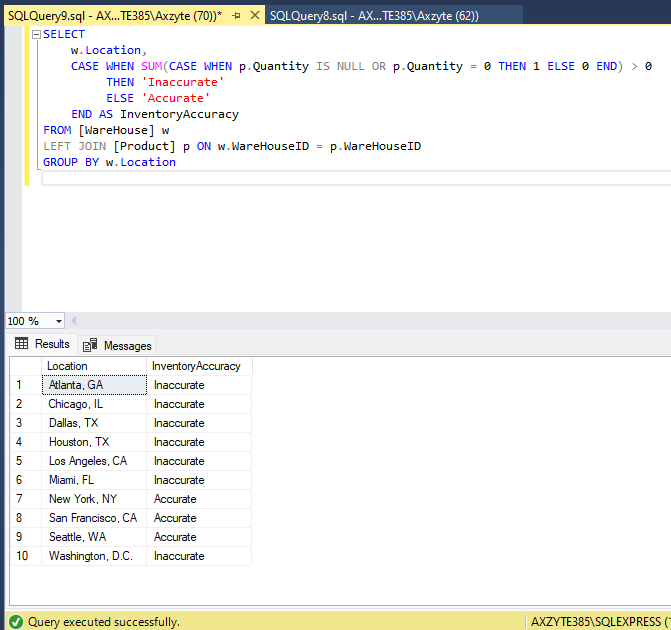 SQLQuery9.sql - AX...TE385\Axzyte (70))* SQLQuery8.sql - AX...TE385\Axzyte (62))
SELECT
w.Location,
CASE WHEN SUM(CASE WHEN p.Quantity IS NULL OR p.Quantity = 0 THEN 1 ELSE 0 END) > 0
THEN 'Inaccurate'
ELSE 'Accurate'
END AS InventoryAccuracy
FROM [WareHouse] w
LEFT JOIN [Product] p ON w.WareHouseID = p.WareHouseID
GROUP BY w.Location
100 %
Results Messages
Location InventoryAccuracy
1 Atlanta, GA Inaccurate
2 Chicago, IL Inaccurate
3 Dallas, TX Inaccurate
4 Houston, TX Inaccurate
5 Los Angeles, CA Inaccurate
6 Miami, FL Inaccurate
7 New York, NY Accurate
8 San Francisco, CA Accurate
9 Seattle, WA Accurate
10 Washington, D.C. Inaccurate
Query executed successfully. AXZYTE385\SQLEXPRESS (